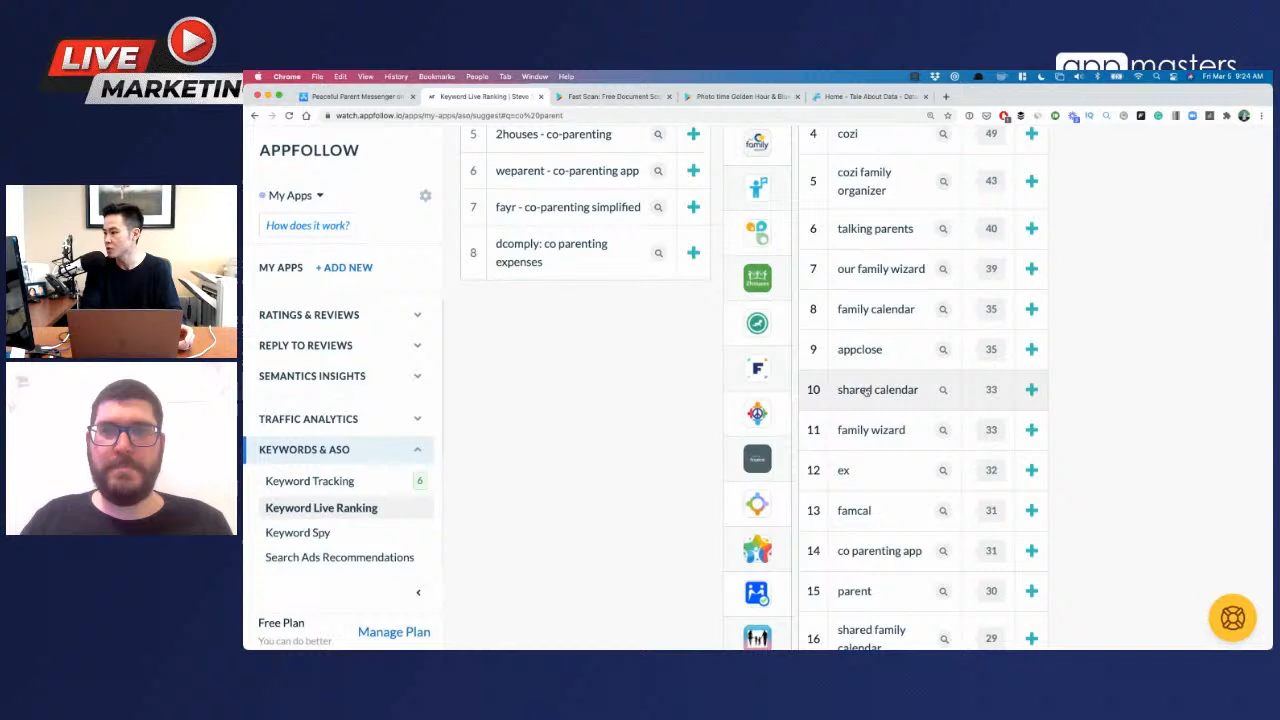 LIVE
MARKETIN
app masters
Chrome File Edit View History Bookmarks People Tab Window Help
Fri Mar 5 9:24 AM
Peaceful Parent Messenger on
Keyword Live Ranking | Steve
Fast Scan: Free Document Sc
Photo time Golden Hour & Blu
Home - Tale About Data - Dat
watch.appfollow.io/apps/my-apps/aso/suggest#q=co%20parent
APPFOLLOW
My Apps
How does it work?
MY APPS + ADD NEW
RATINGS & REVIEWS
REPLY TO REVIEWS
SEMANTICS INSIGHTS
TRAFFIC ANALYTICS
KEYWORDS & ASO
Keyword Tracking 6
Keyword Live Ranking
Keyword Spy
Search Ads Recommendations
Free Plan
You can do better
Manage Plan
5 2houses - co-parenting
6 weparent - co-parenting app
7 fayr - co-parenting simplified
8 dcomply: co parenting
expenses
family
2houses
F
4 cozi 49
5 cozi family
organizer 43
6 talking parents 40
7 our family wizard 39
8 family calendar 35
9 appclose 35
10 shared calendar 33
11 family wizard 33
12 ex 32
13 famcal 31
14 co parenting app 31
15 parent 30
16 shared family
calendar 29